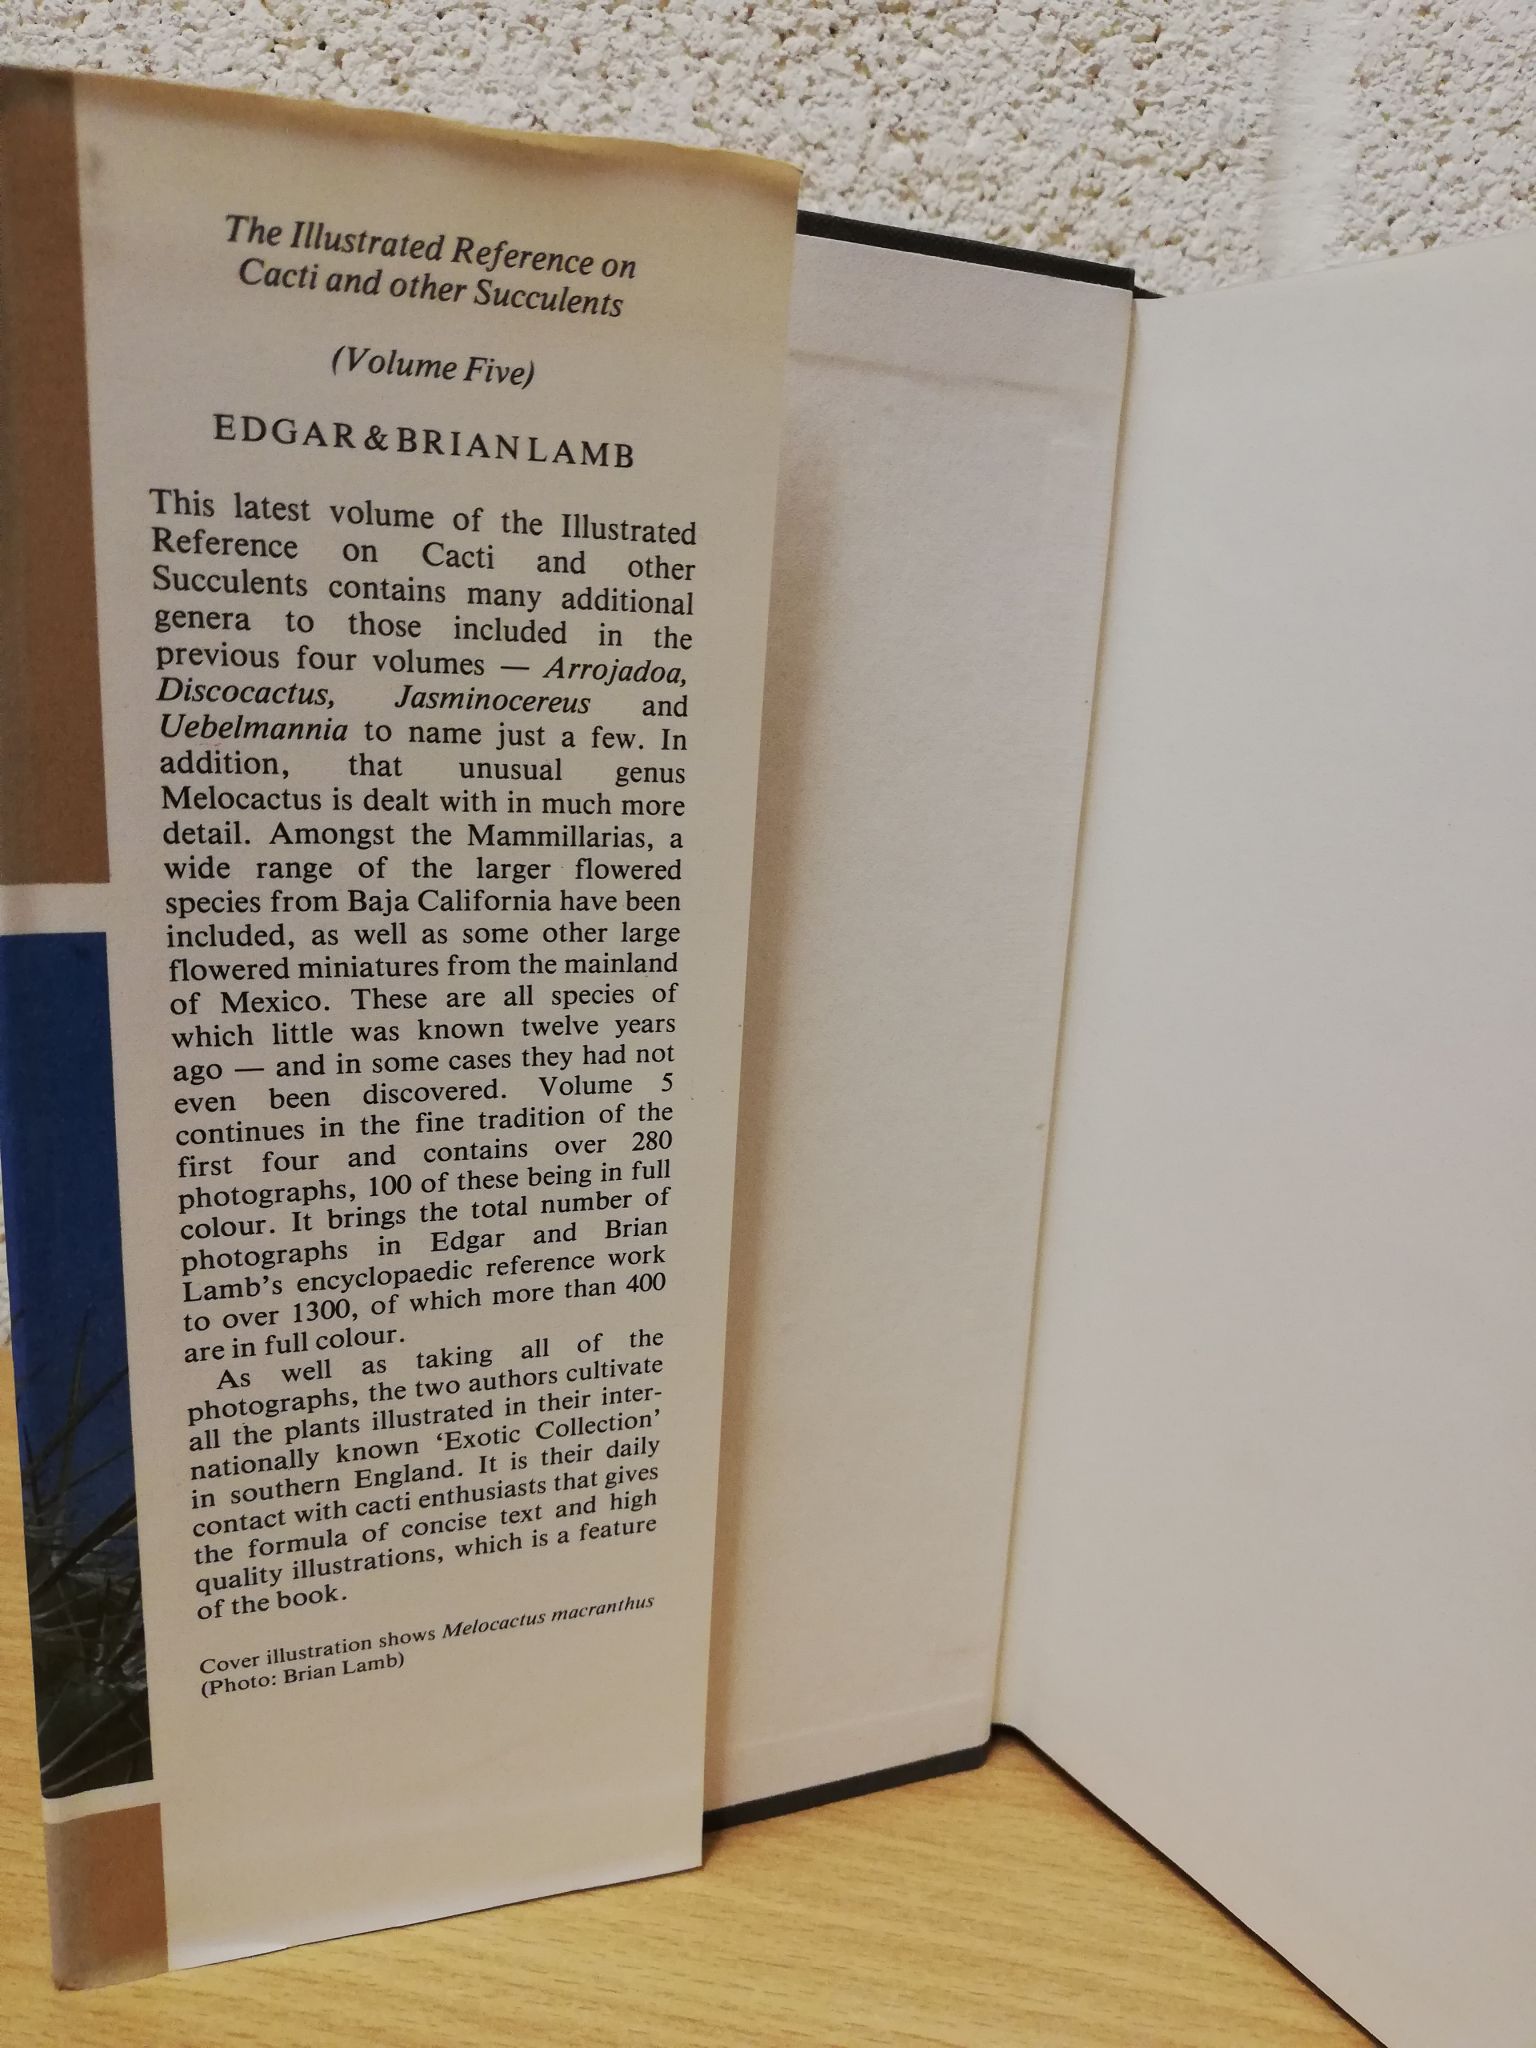 The Illustrated Reference on
Cacti and other Succulents
(Volume Five)
EDGAR & BRIAN LAMB
This latest volume of the Illustrated
Reference on Cacti and other
Succulents contains many additional
genera to those included in the
previous four volumes — Arrojadoa,
Discocactus, Jasminocereus and
Uebelmannia to name just a few. In
addition, that unusual genus
Melocactus is dealt with in much more
detail. Amongst the Mammillarias, a
wide range of the larger flowered
species from Baja California have been
included, as well as some other large
flowered miniatures from the mainland
of Mexico. These are all species of
which little was known twelve years
ago — and in some cases they had not
even been discovered. Volume 5
continues in the fine tradition of the
first four and contains over 280
photographs, 100 of these being in full
colour. It brings the total number of
photographs in Edgar and Brian
Lamb's encyclopaedic reference work
to over 1300, of which more than 400
are in full colour.
As well as taking all of the
photographs, the two authors cultivate
all the plants illustrated in their inter-
nationally known ‘Exotic Collection’
in southern England. It is their daily
contact with cacti enthusiasts that gives
the formula of concise text and high
quality illustrations, which is a feature
of the book.
Cover illustration shows Melocactus macranthus
(Photo: Brian Lamb)